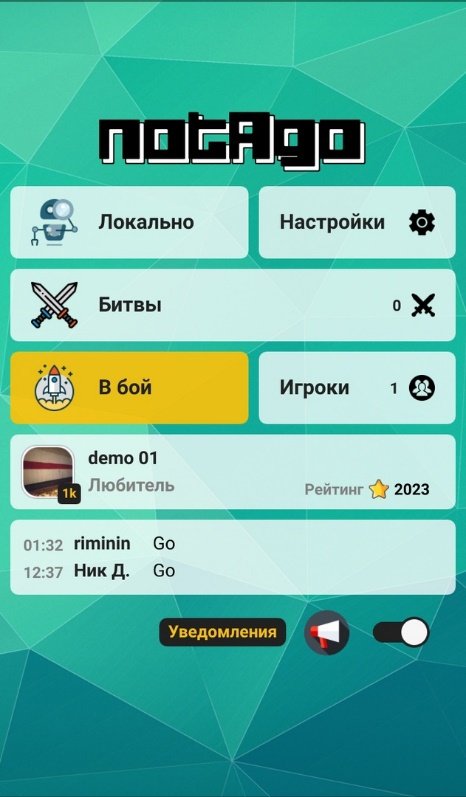 notAgo
Локально
Настройки
Битвы 0
В бой
Игроки 1
demo 01
1k Любитель
Рейтинг 2023
01:32 riminin Go
12:37 Ник Д. Go
Уведомления